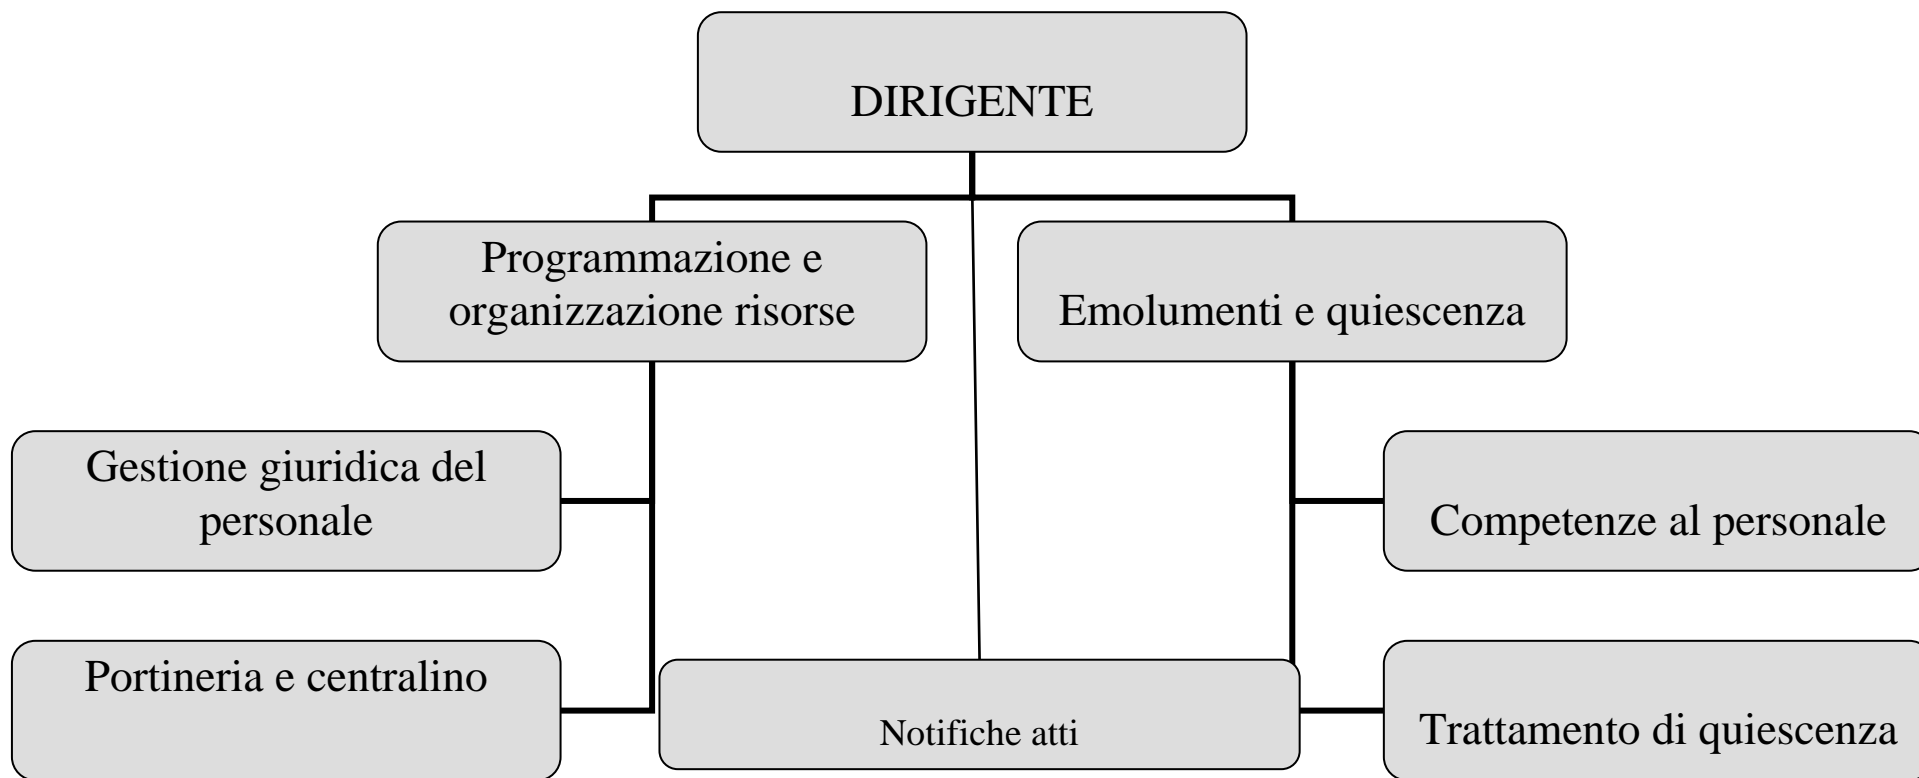 DIRIGENTE
Programmazione e
organizzazione risorse
Emolumenti e quiescenza
Gestione giuridica del
personale
Competenze al personale
Portineria e centralino
Notifiche atti
Trattamento di quiescenza